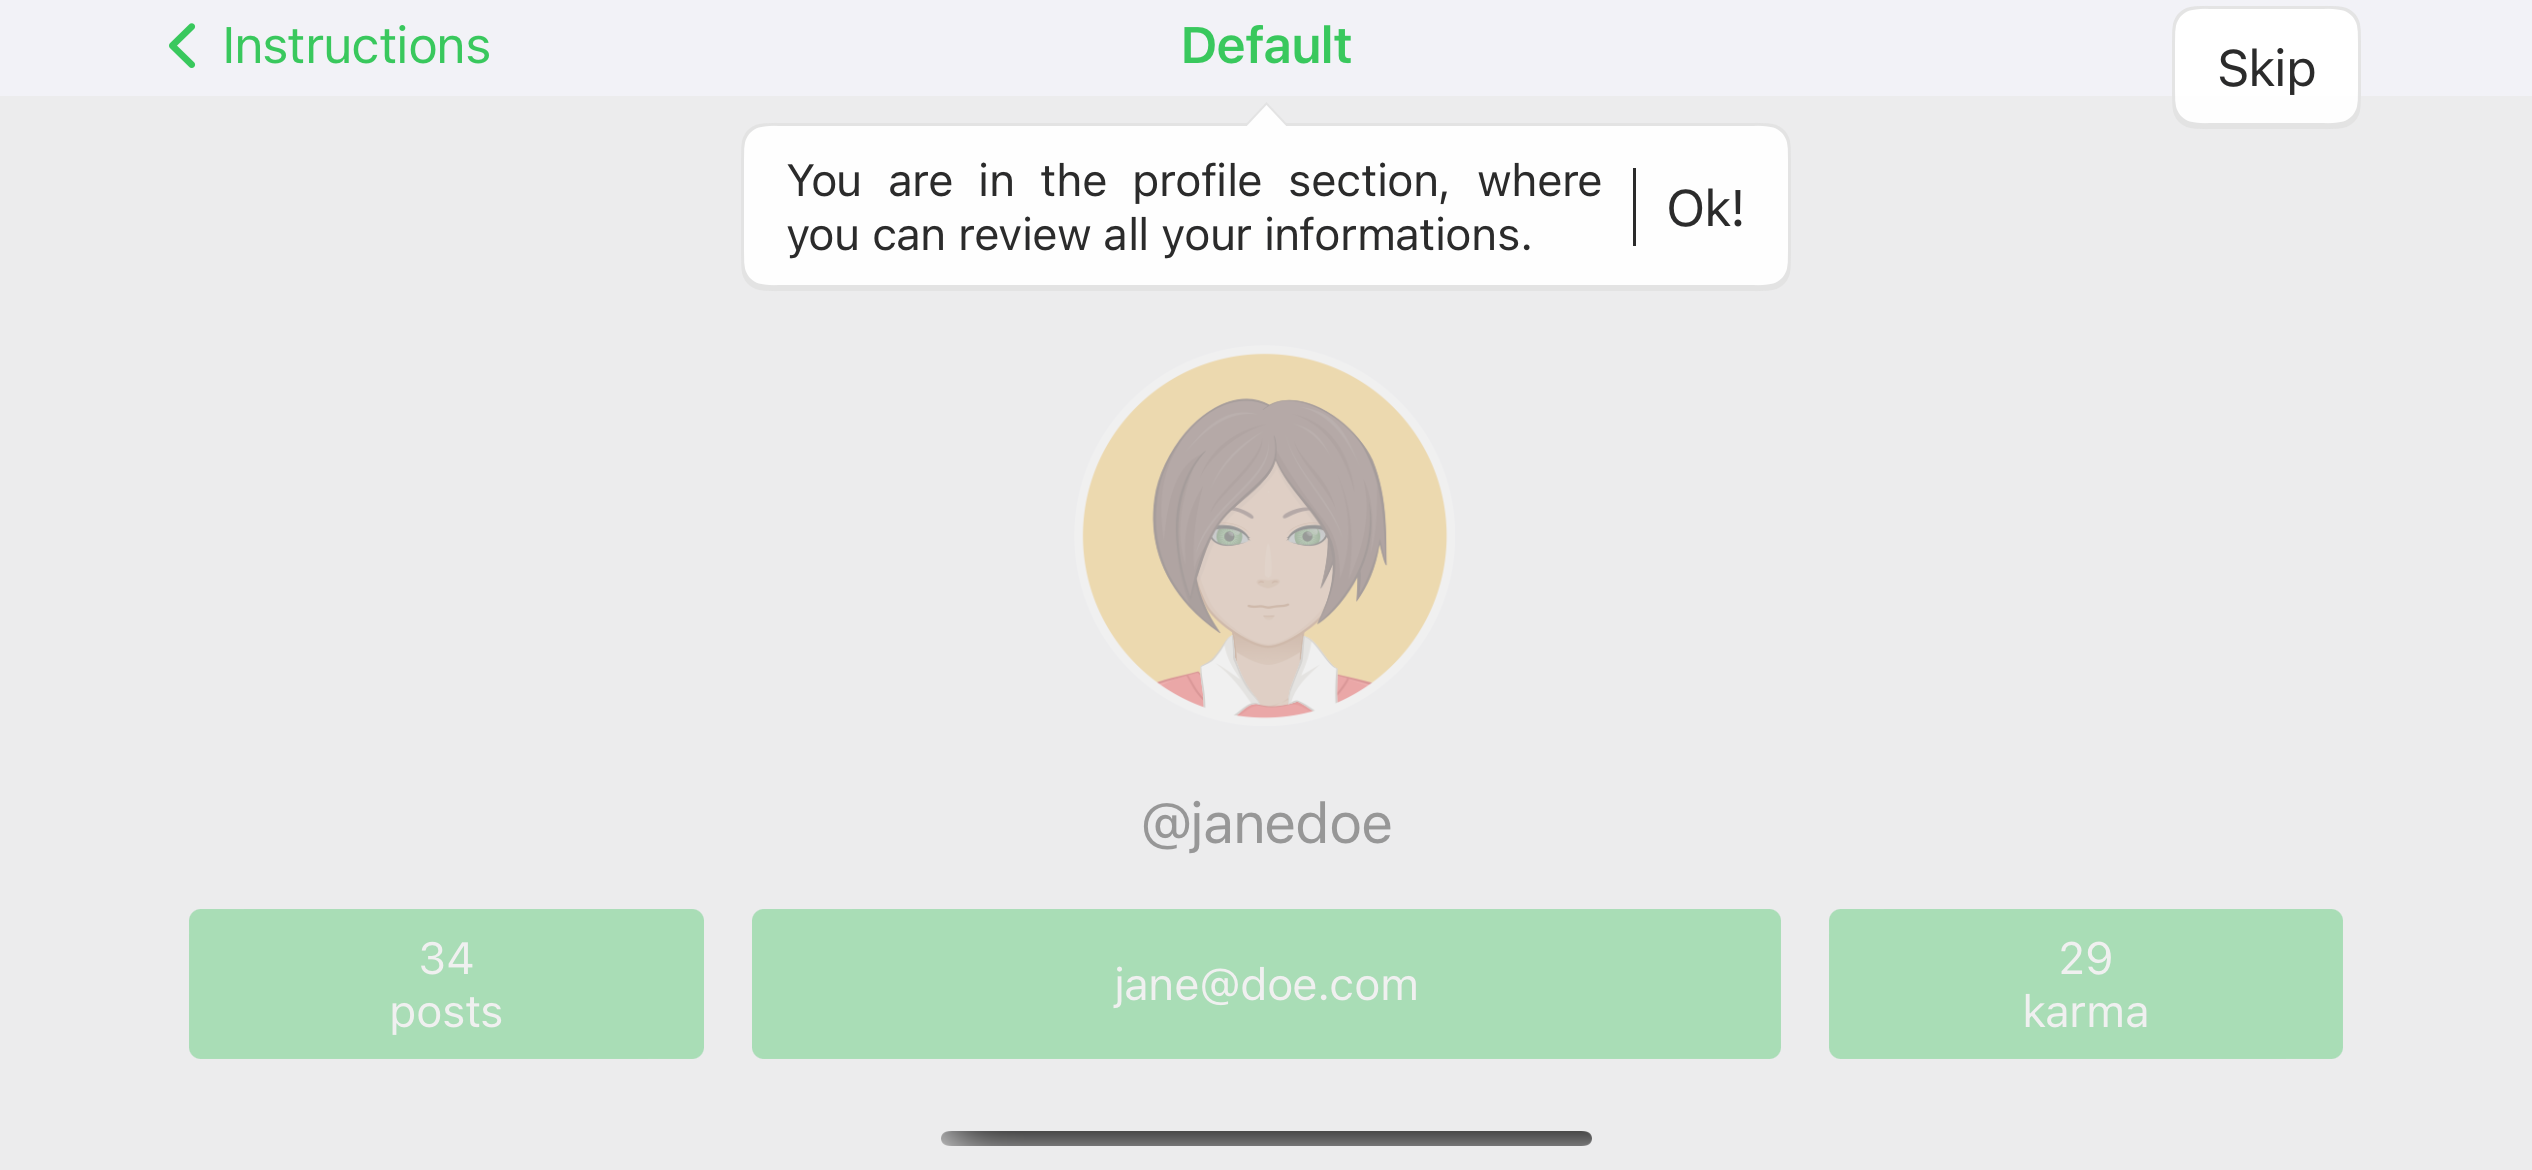 Instructions
Default
Skip
You are in the profile section, where
you can review all your informations.
Ok!
@janedoe
34
posts
jane@doe.com
29
karma